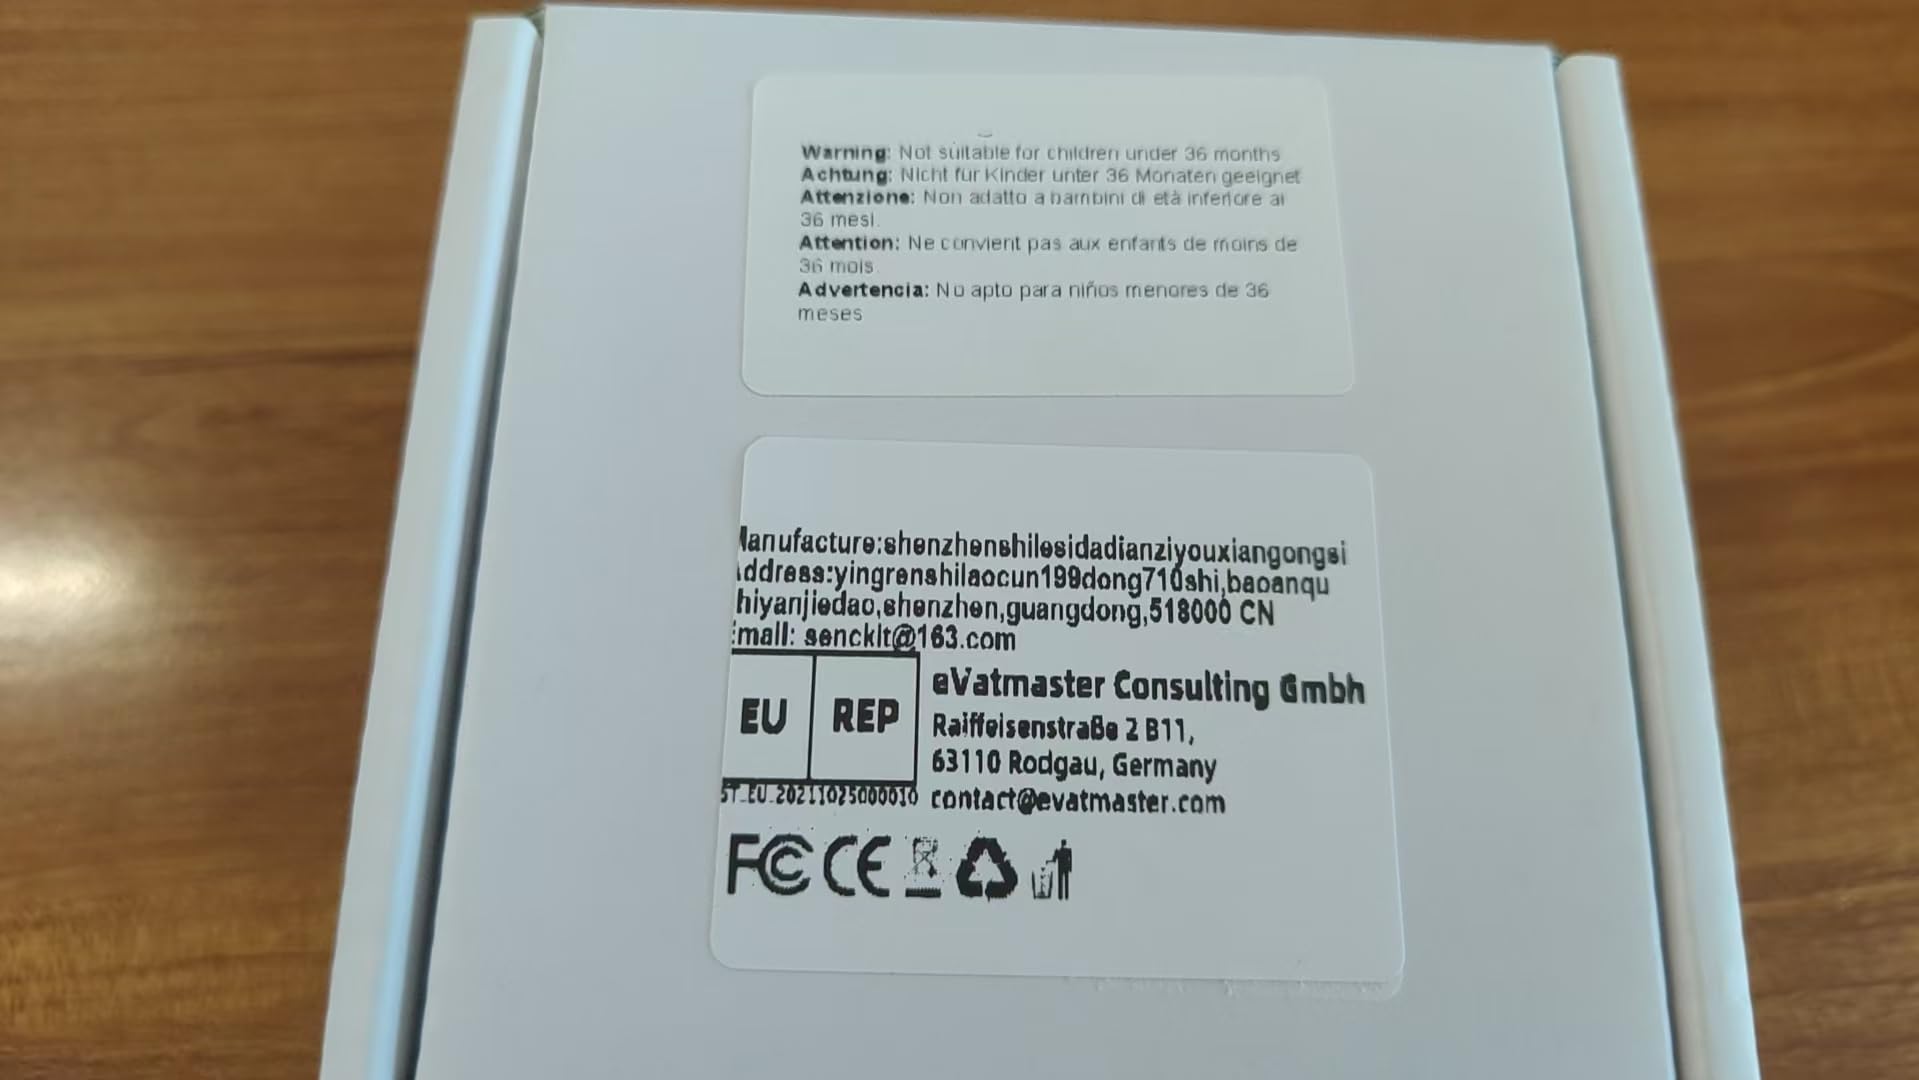 Warning: Not suitable for children under 36 months
Achtung: Nicht für Kinder unter 36 Monaten geeignet
Attenzione: Non adatto a bambini di età inferiore ai
36 mesi.
Attention: Ne convient pas aux enfants de moins de
36 mois.
Advertencia: No apto para niños menores de 36
meses
Manufacture:shenzhenshilesidadianziyouxiangongsi
Address:yingrenshilaocun199dong710shi,baoanqu
hiyanjiedao,shenzhen,guangdong,518000 CN
Email: senckit@163.com
EU REP
eVatmaster Consulting Gmbh
Raiffeisenstraße 2 B11,
63110 Rodgau, Germany
ST_EU_20211025000010 contact@evatmaster.com
FC CE